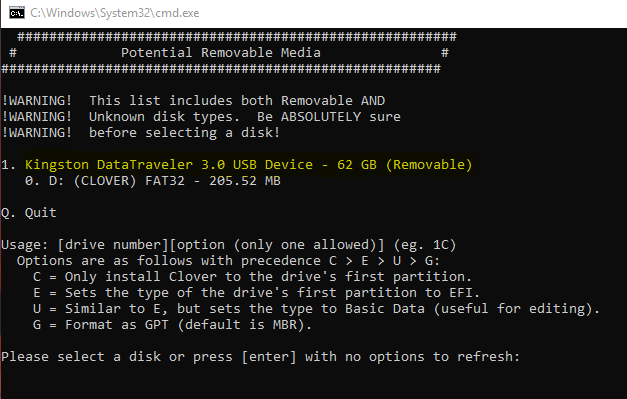 C:\Windows\System32\cmd.exe
#######################################################
# Potential Removable Media #
#######################################################
!WARNING! This list includes both Removable AND
!WARNING! Unknown disk types. Be ABSOLUTELY sure
!WARNING! before selecting a disk!
1. Kingston DataTraveler 3.0 USB Device - 62 GB (Removable)
0. D: (CLOVER) FAT32 - 205.52 MB
Q. Quit
Usage: [drive number][option (only one allowed)] (eg. 1C)
Options are as follows with precedence C > E > U > G:
C = Only install Clover to the drive's first partition.
E = Sets the type of the drive's first partition to EFI.
U = Similar to E, but sets the type to Basic Data (useful for editing).
G = Format as GPT (default is MBR).
Please select a disk or press [enter] with no options to refresh: